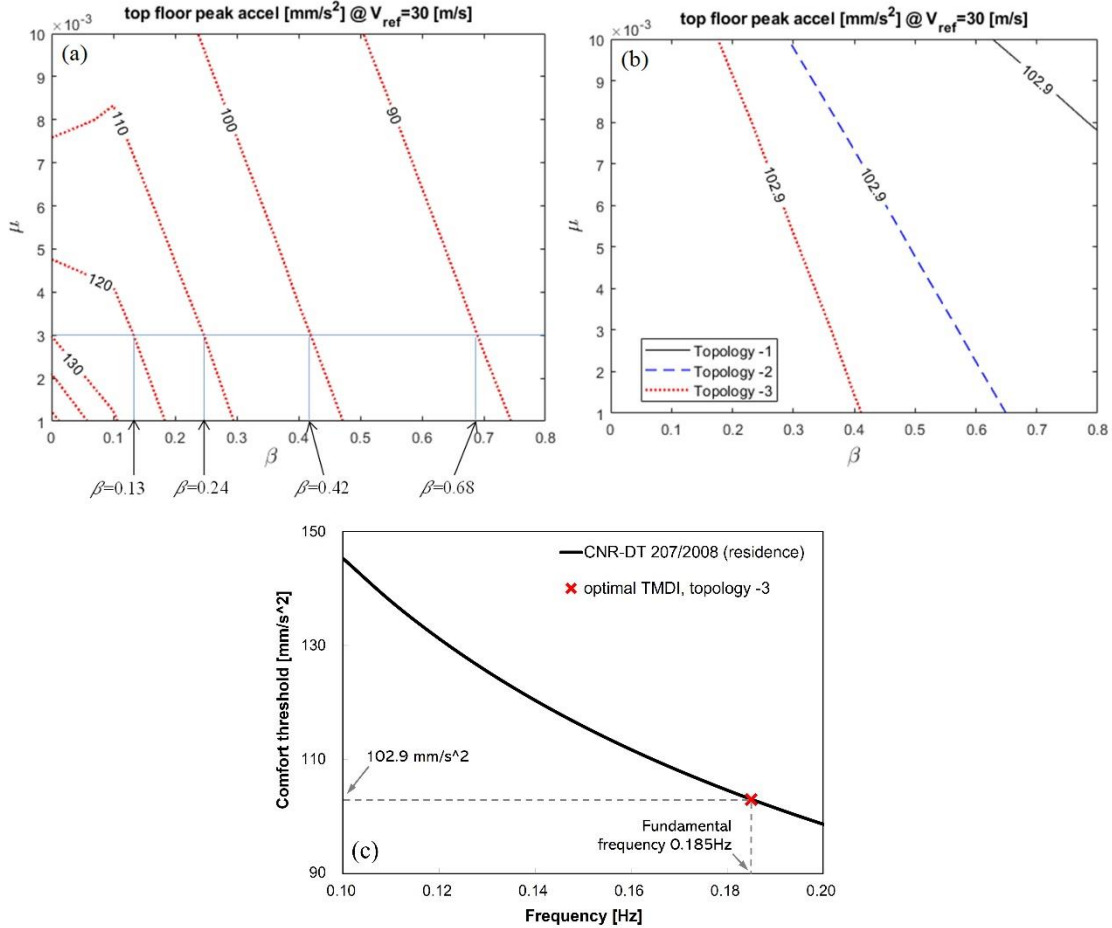 top floor peak accel [mm/s²] @ V_ref=30 [m/s]
× 10⁻³
(a)
10
9
8
7
6
5
4
3
2
1
μ
110
100
90
120
130
0
0.1
0.2
0.3
0.4
0.5
0.6
0.7
0.8
β
β=0.13
β=0.24
β=0.42
β=0.68
top floor peak accel [mm/s²] @ V_ref=30 [m/s]
× 10⁻³
(b)
10
9
8
7
6
5
4
3
2
1
μ
102.9
102.9
102.9
Topology -1
Topology -2
Topology -3
0
0.1
0.2
0.3
0.4
0.5
0.6
0.7
0.8
β
150
130
110
90
Comfort threshold [mm/s^2]
CNR-DT 207/2008 (residence)
optimal TMDI, topology -3
102.9 mm/s^2
Fundamental
frequency 0.185Hz
(c)
0.10
0.12
0.14
0.16
0.18
0.20
Frequency [Hz]